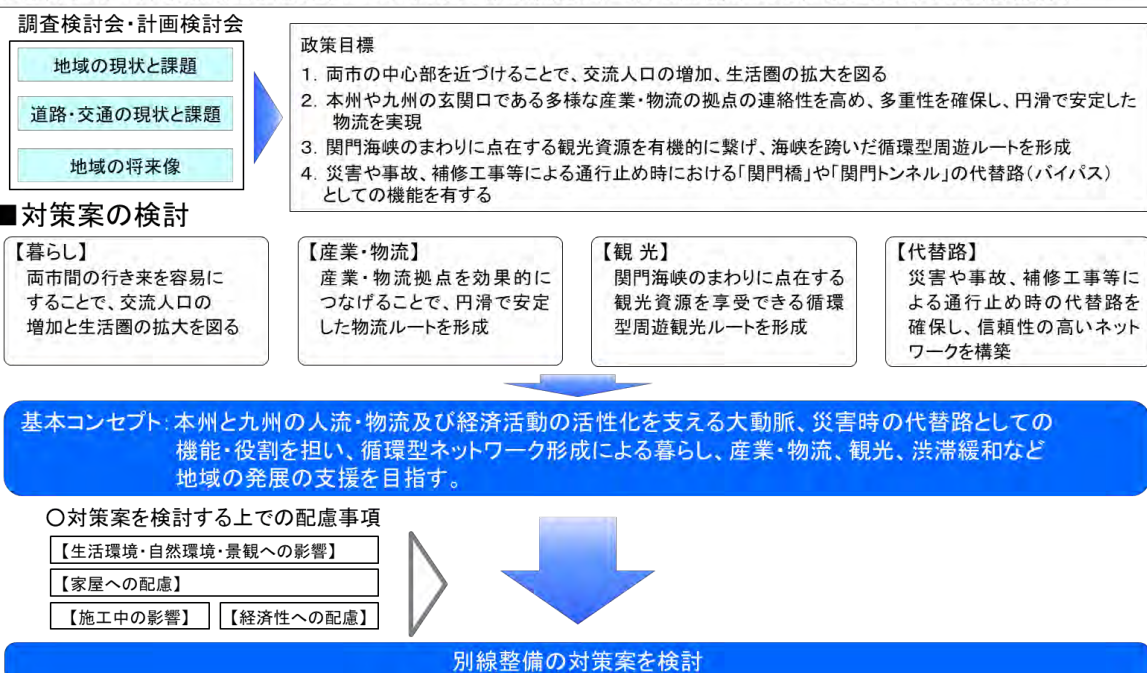 調査検討会・計画検討会
地域の現状と課題
道路・交通の現状と課題
地域の将来像
政策目標
1. 両市の中心部を近づけることで、交流人口の増加、生活圏の拡大を図る
2. 本州や九州の玄関口である多様な産業・物流の拠点の連絡性を高め、多重性を確保し、円滑で安定した
物流を実現
3. 関門海峡のまわりに点在する観光資源を有機的に繋げ、海峡を跨いだ循環型周遊ルートを形成
4. 災害や事故、補修工事等による通行止め時における「関門橋」や「関門トンネル」の代替路(バイパス)
としての機能を有する
■対策案の検討
【暮らし】
両市間の行き来を容易に
することで、交流人口の
増加と生活圏の拡大を図る
【産業・物流】
産業・物流拠点を効果的に
つなげることで、円滑で安定
した物流ルートを形成
【観 光】
関門海峡のまわりに点在する
観光資源を享受できる循環
型周遊観光ルートを形成
【代替路】
災害や事故、補修工事等に
よる通行止め時の代替路を
確保し、信頼性の高いネット
ワークを構築
基本コンセプト:本州と九州の人流・物流及び経済活動の活性化を支える大動脈、災害時の代替路としての
機能・役割を担い、循環型ネットワーク形成による暮らし、産業・物流、観光、渋滞緩和など
地域の発展の支援を目指す。
〇対策案を検討する上での配慮事項
【生活環境・自然環境・景観への影響】
【家屋への配慮】
【施工中の影響】 【経済性への配慮】
別線整備の対策案を検討